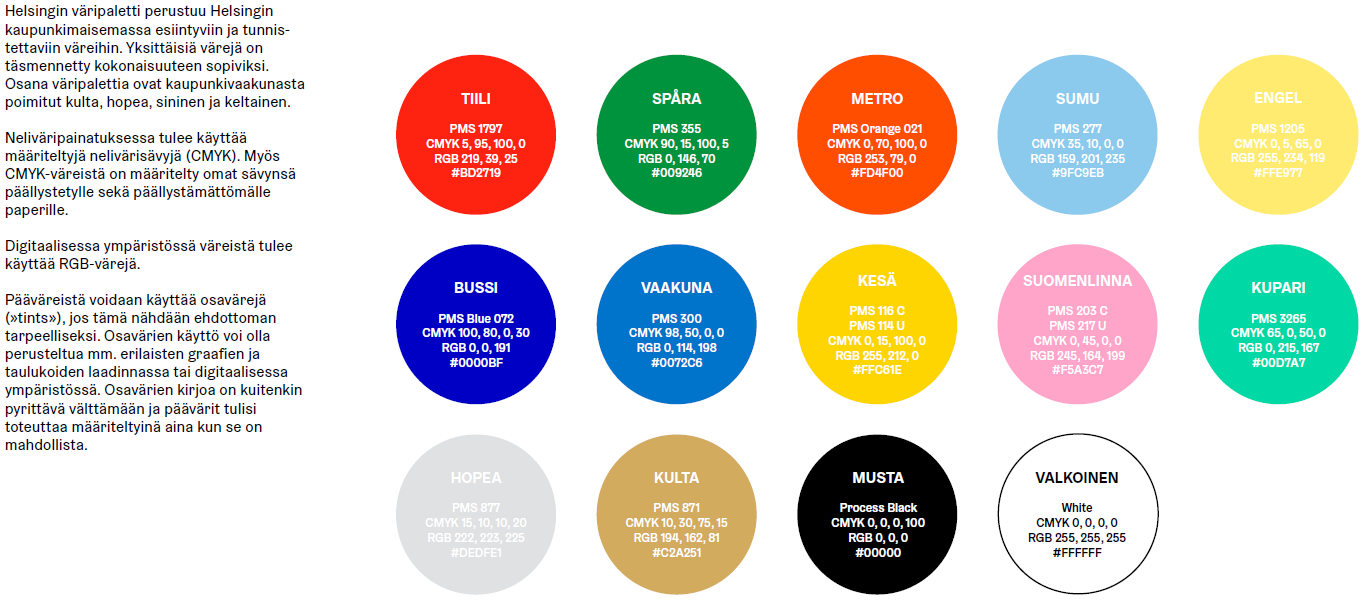 Helsingin väripaletti perustuu Helsingin
kaupunkimaisemassa esiintyviin ja tunnis-
tettaviin väreihin. Yksittäisiä värejä on
täsmennetty kokonaisuuteen sopiviksi.
Osana väripalettia ovat kaupunkivaakunasta
poimitut kulta, hopea, sininen ja keltainen.
Neliväripainatuksessa tulee käyttää
määriteltyjä nelivärisävyjä (CMYK). Myös
CMYK-väreistä on määritelty omat sävynsä
päällystetylle sekä päällystämättömälle
paperille.
Digitaalisessa ympäristössä väreistä tulee
käyttää RGB-värejä.
Pääväreistä voidaan käyttää osavärejä
(»tints»), jos tämä nähdään ehdottoman
tarpeelliseksi. Osavärien käyttö voi olla
perusteltua mm. erilaisten graafien ja
taulukoiden laadinnassa tai digitaalisessa
ympäristössä. Osavärien kirjoa on kuitenkin
pyrittävä välttämään ja päävärit tulisi
toteuttaa määriteltyinä aina kun se on
mahdollista.
TIILI
PMS 1797
CMYK 5, 95, 100, 0
RGB 219, 39, 25
#BD2719
SPÅRA
PMS 355
CMYK 90, 15, 100, 5
RGB 0, 146, 70
#009246
METRO
PMS Orange 021
CMYK 0, 70, 100, 0
RGB 253, 79, 0
#FD4F00
SUMU
PMS 277
CMYK 35, 10, 0, 0
RGB 159, 201, 235
#9FC9EB
ENGEL
PMS 1205
CMYK 0, 5, 65, 0
RGB 255, 234, 119
#FFE977
BUSSI
PMS Blue 072
CMYK 100, 80, 0, 30
RGB 0, 0, 191
#0000BF
VAAKUNA
PMS 300
CMYK 98, 50, 0, 0
RGB 0, 114, 198
#0072C6
KESÄ
PMS 116 C
PMS 114 U
CMYK 0, 15, 100, 0
RGB 255, 212, 0
#FFC61E
SUOMENLINNA
PMS 203 C
PMS 217 U
CMYK 0, 45, 0, 0
RGB 245, 164, 199
#F5A3C7
KUPARI
PMS 3265
CMYK 65, 0, 50, 0
RGB 0, 215, 167
#00D7A7
HOPEA
PMS 877
CMYK 15, 10, 10, 20
RGB 222, 223, 225
#DEDFE1
KULTA
PMS 871
CMYK 10, 30, 75, 15
RGB 194, 162, 81
#C2A251
MUSTA
Process Black
CMYK 0, 0, 0, 100
RGB 0, 0, 0
#00000
VALKOINEN
White
CMYK 0, 0, 0, 0
RGB 255, 255, 255
#FFFFFF